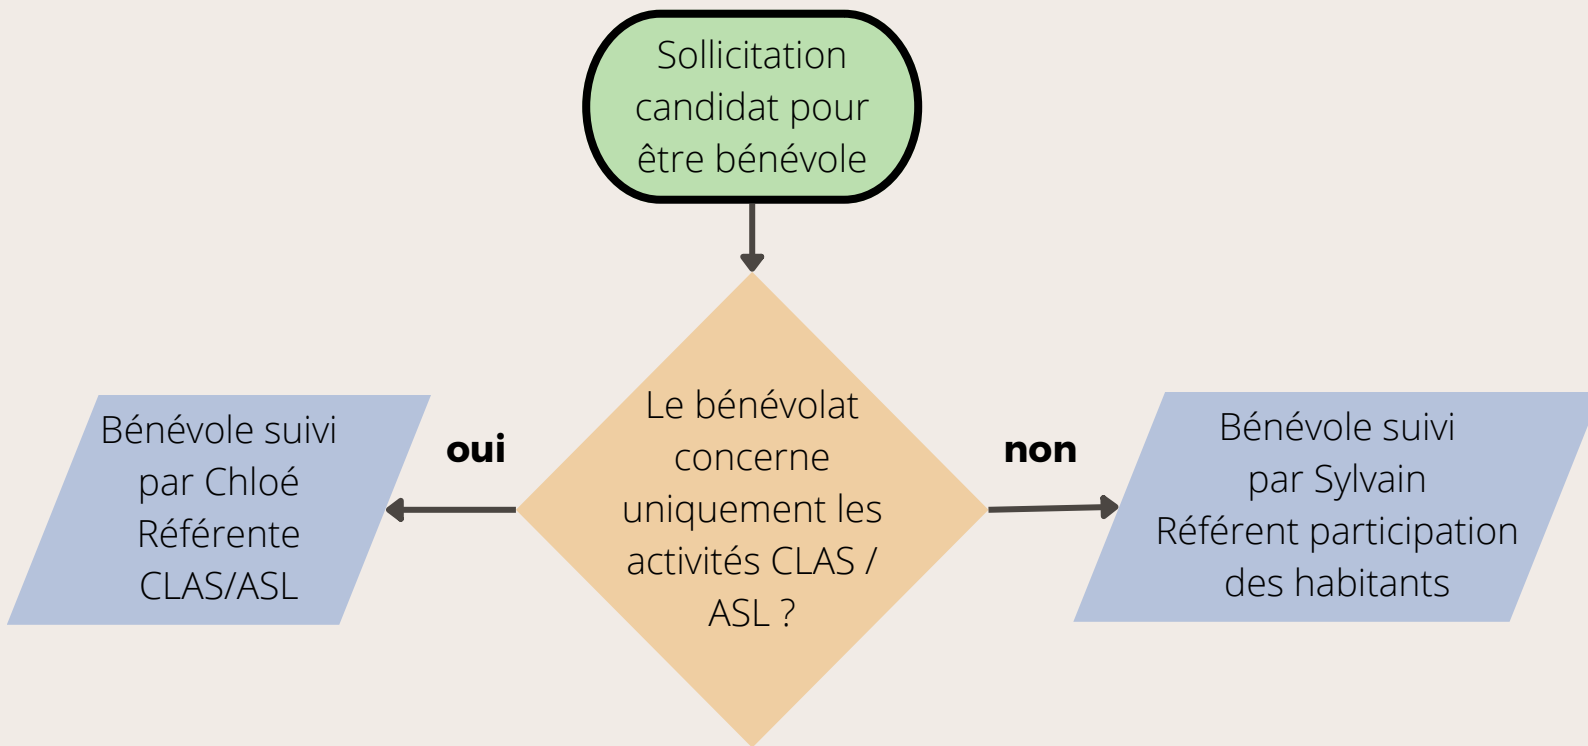 Sollicitation
candidat pour
être bénévole
Le bénévolat
concerne
uniquement les
activités CLAS /
ASL ?
oui
Bénévole suivi
par Chloé
Référente
CLAS/ASL
non
Bénévole suivi
par Sylvain
Référent participation
des habitants